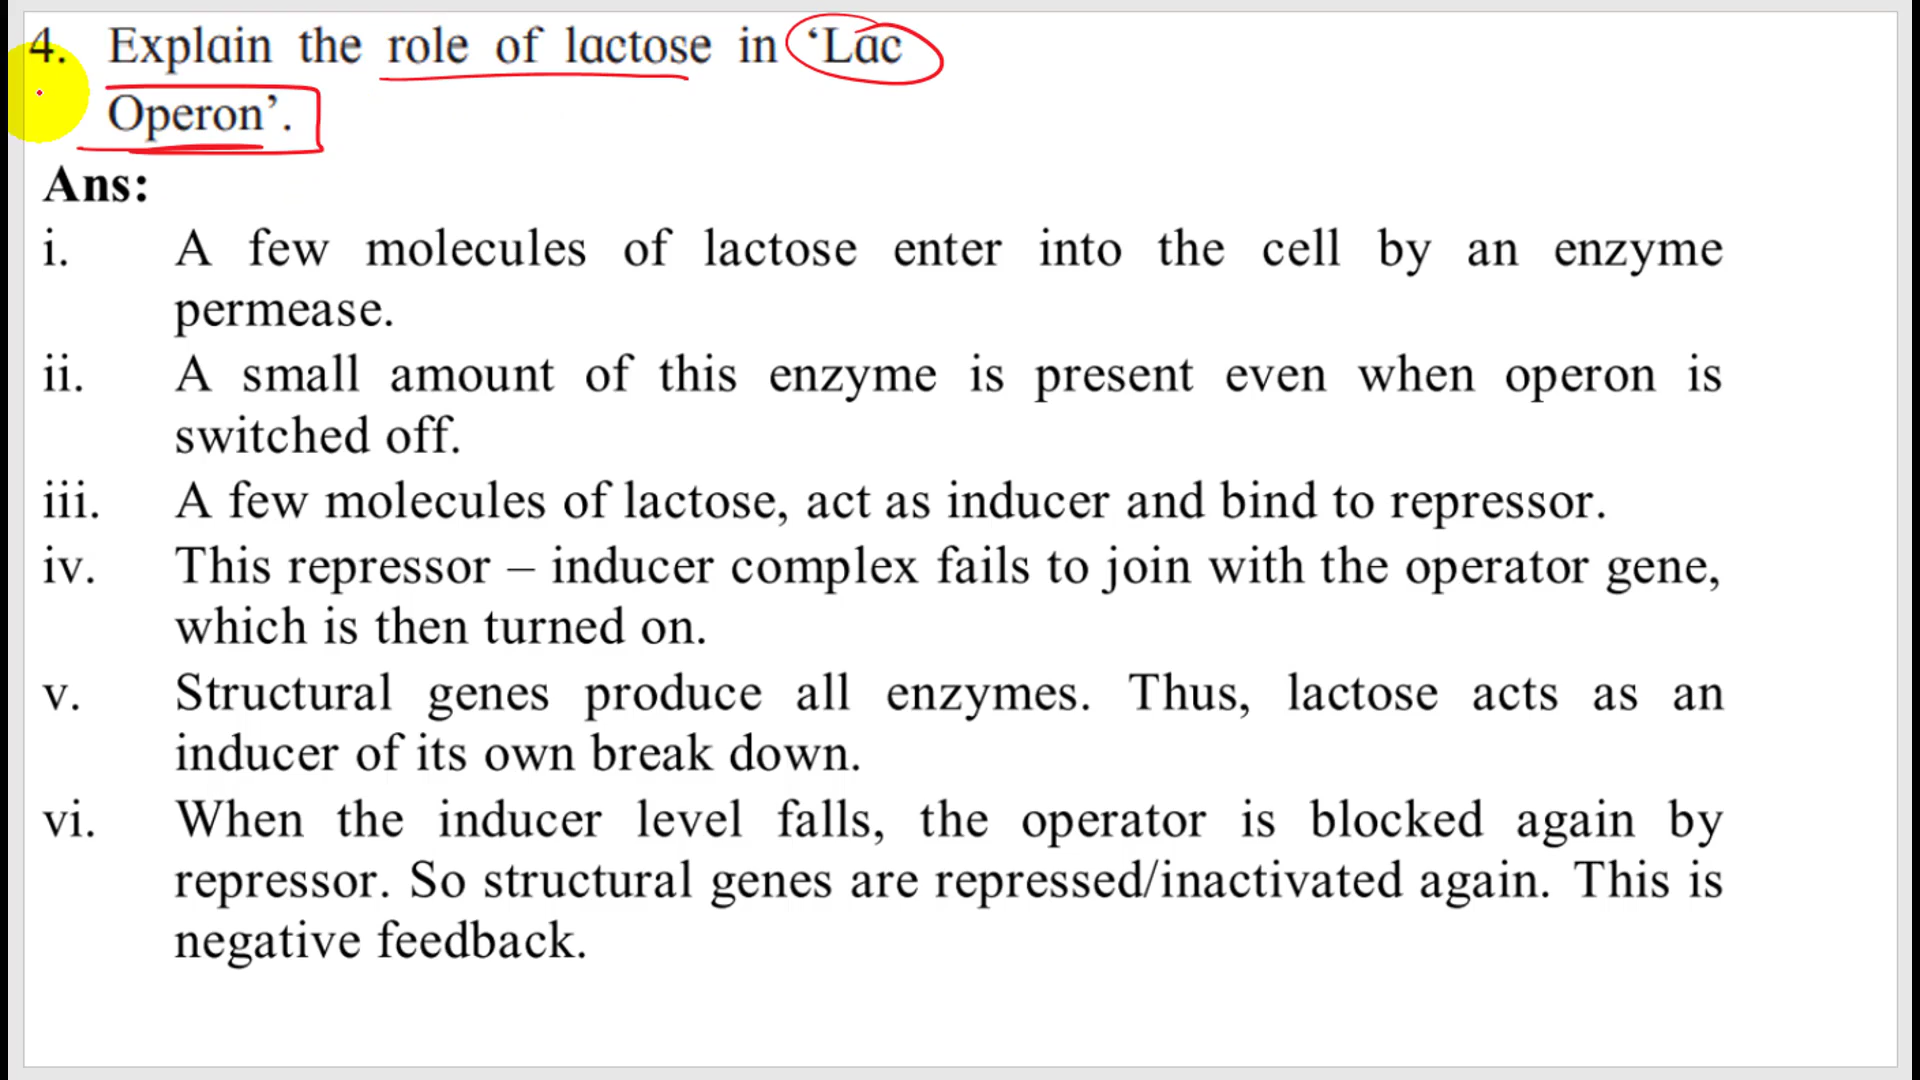 4. Explain the role of lactose in ‘Lac
Operon’.
Ans:
i. A few molecules of lactose enter into the cell by an enzyme
permease.
ii. A small amount of this enzyme is present even when operon is
switched off.
iii. A few molecules of lactose, act as inducer and bind to repressor.
iv. This repressor – inducer complex fails to join with the operator gene,
which is then turned on.
v. Structural genes produce all enzymes. Thus, lactose acts as an
inducer of its own break down.
vi. When the inducer level falls, the operator is blocked again by
repressor. So structural genes are repressed/inactivated again. This is
negative feedback.